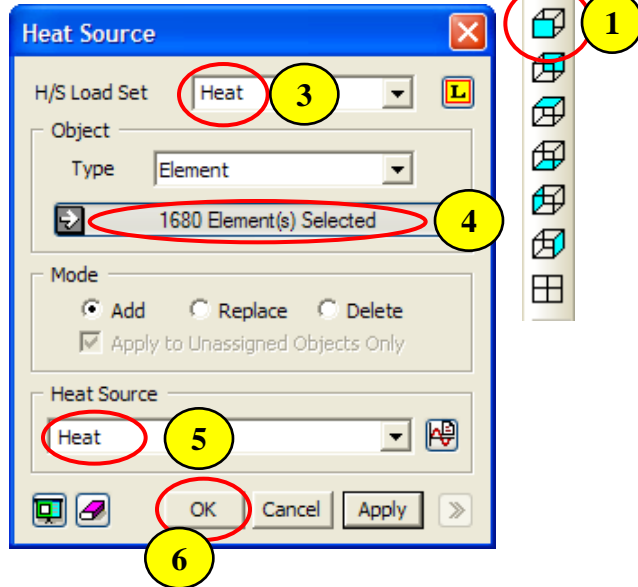 Heat Source
1
H/S Load Set Heat 3 L
Object
Type Element
1680 Element(s) Selected 4
Mode
Add Replace Delete
Apply to Unassigned Objects Only
Heat Source
Heat 5
OK Cancel Apply >>
6